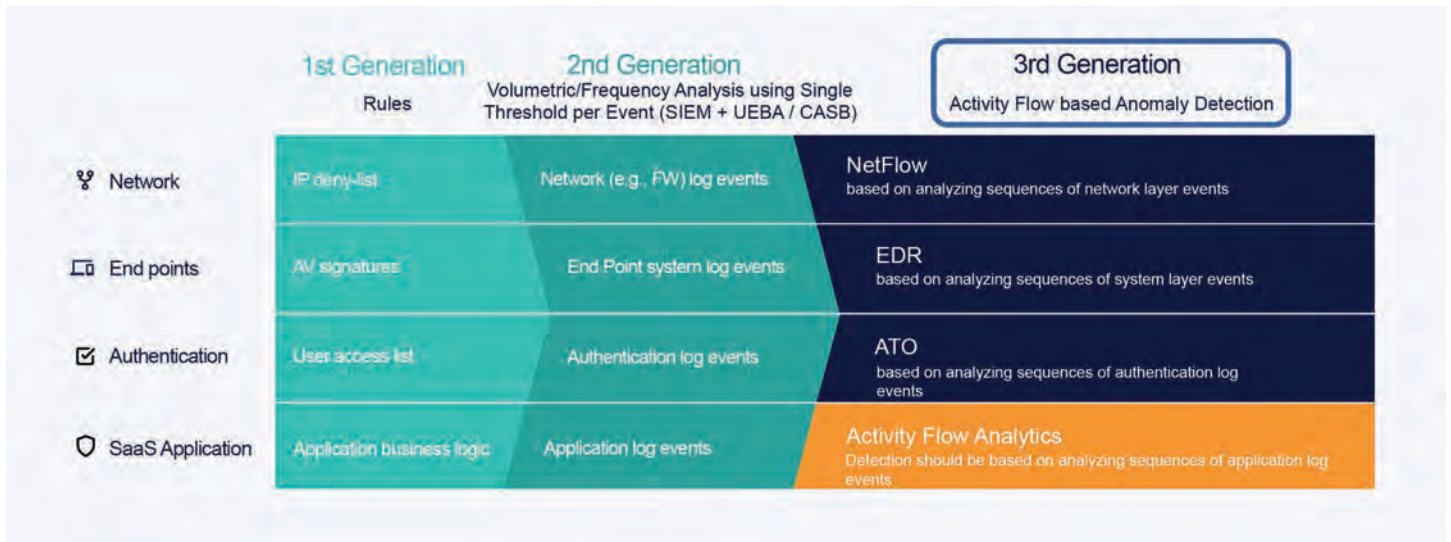 1st Generation
Rules
2nd Generation
Volumetric/Frequency Analysis using Single
Threshold per Event (SIEM + UEBA / CASB)
3rd Generation
Activity Flow based Anomaly Detection
Network
IP deny-list
Network (e.g., FW) log events
NetFlow
based on analyzing sequences of network layer events
End points
AV signatures
End Point system log events
EDR
based on analyzing sequences of system layer events
Authentication
User access list
Authentication log events
ATO
based on analyzing sequences of authentication log
events
SaaS Application
Application business logic
Application log events
Activity Flow Analytics
Detection should be based on analyzing sequences of application log
events